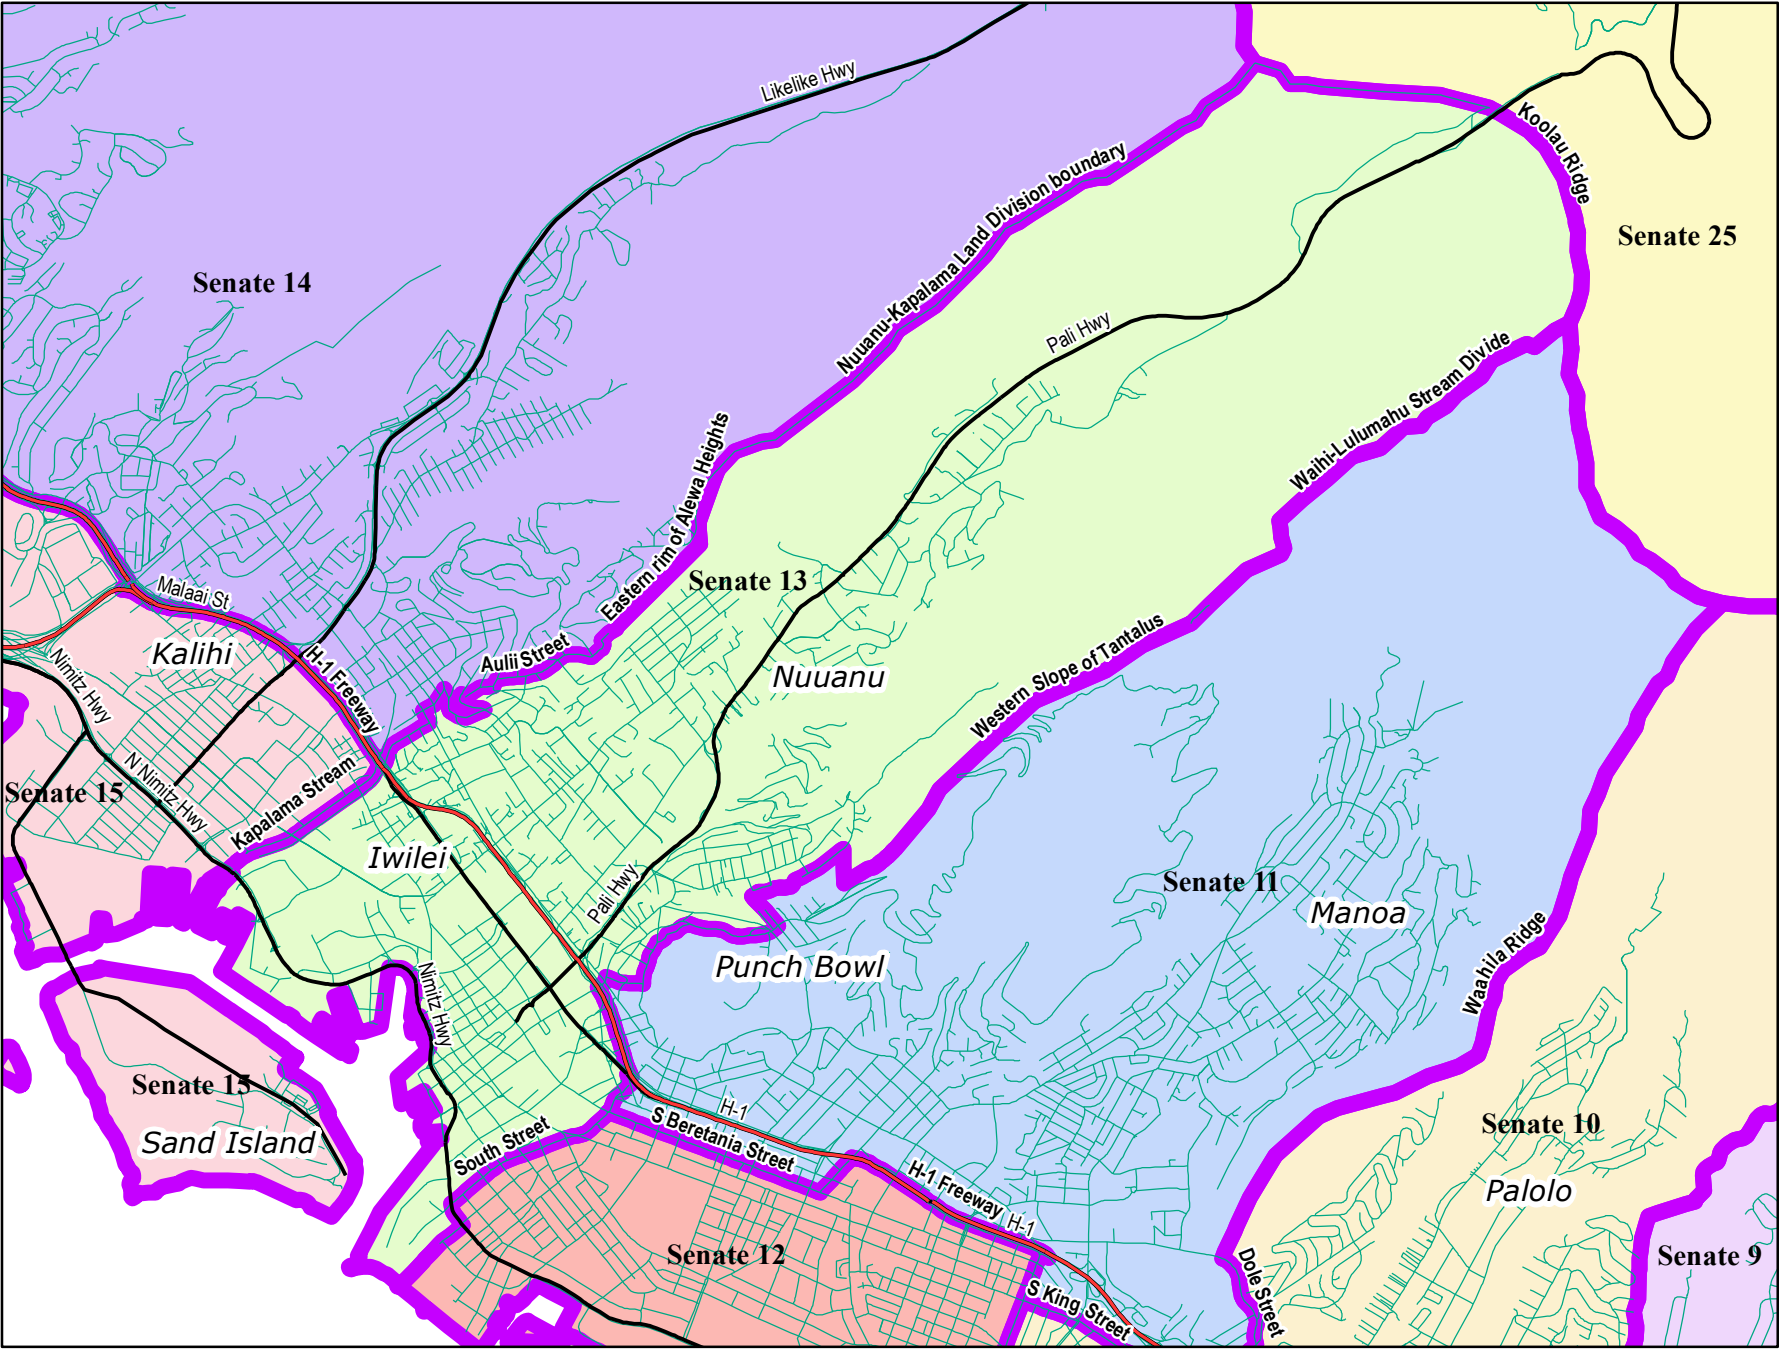 Likelike Hwy
Koolau Ridge
Nuuanu-Kapalama Land Division boundary
Senate 25
Senate 14
Pali Hwy
Waihi-Lulumahu Stream Divide
Eastern rim of Alewa Heights
Senate 13
Malaai St
Kalihi
H-1 Freeway
Aulii Street
Nuuanu
Western Slope of Tantalus
Nimitz Hwy
N Nimitz Hwy
Senate 15
Kapalama Stream
Iwilei
Pali Hwy
Senate 11
Manoa
Punch Bowl
Waahila Ridge
Nimitz Hwy
Senate 15
Sand Island
South Street
H-1
S Beretania Street
H-1 Freeway
H-1
Senate 10
Palolo
Senate 12
Senate 9
S King Street
Dole Street